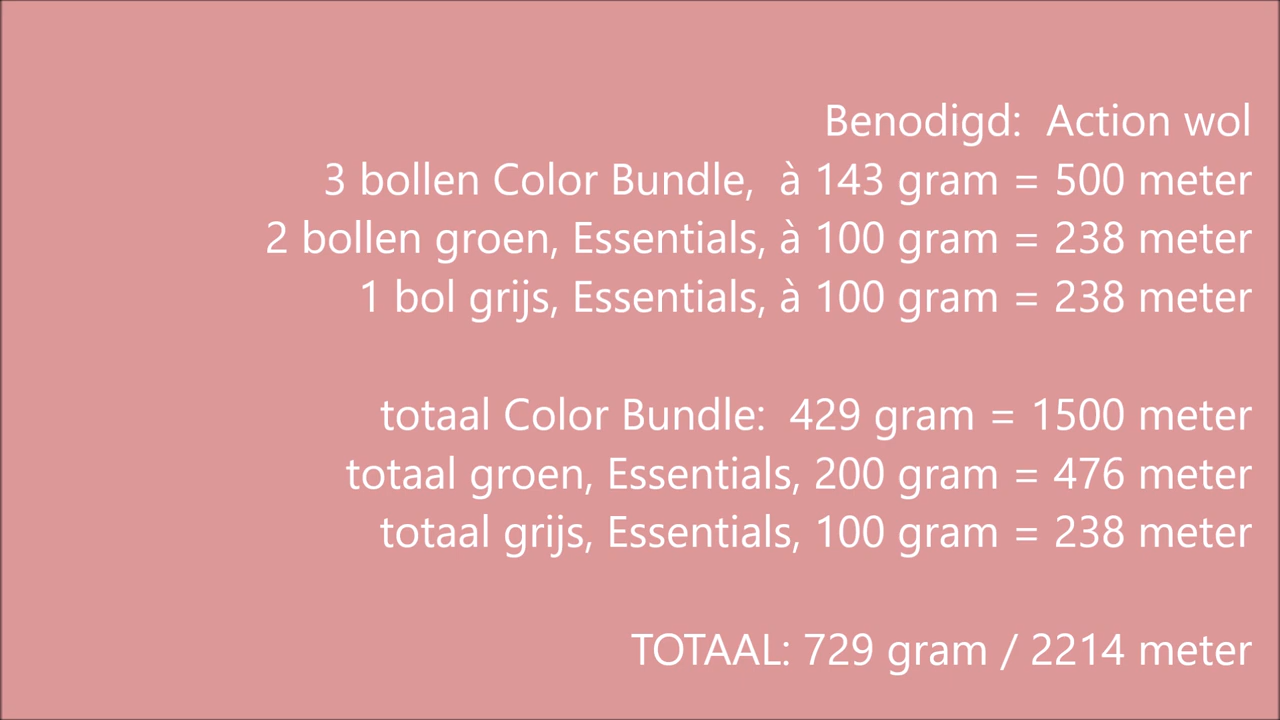 Benodigd:  Action wol
3 bollen Color Bundle,  à 143 gram = 500 meter
2 bollen groen, Essentials, à 100 gram = 238 meter
1 bol grijs, Essentials, à 100 gram = 238 meter
totaal Color Bundle:  429 gram = 1500 meter
totaal groen, Essentials, 200 gram = 476 meter
totaal grijs, Essentials, 100 gram = 238 meter
TOTAAL: 729 gram / 2214 meter